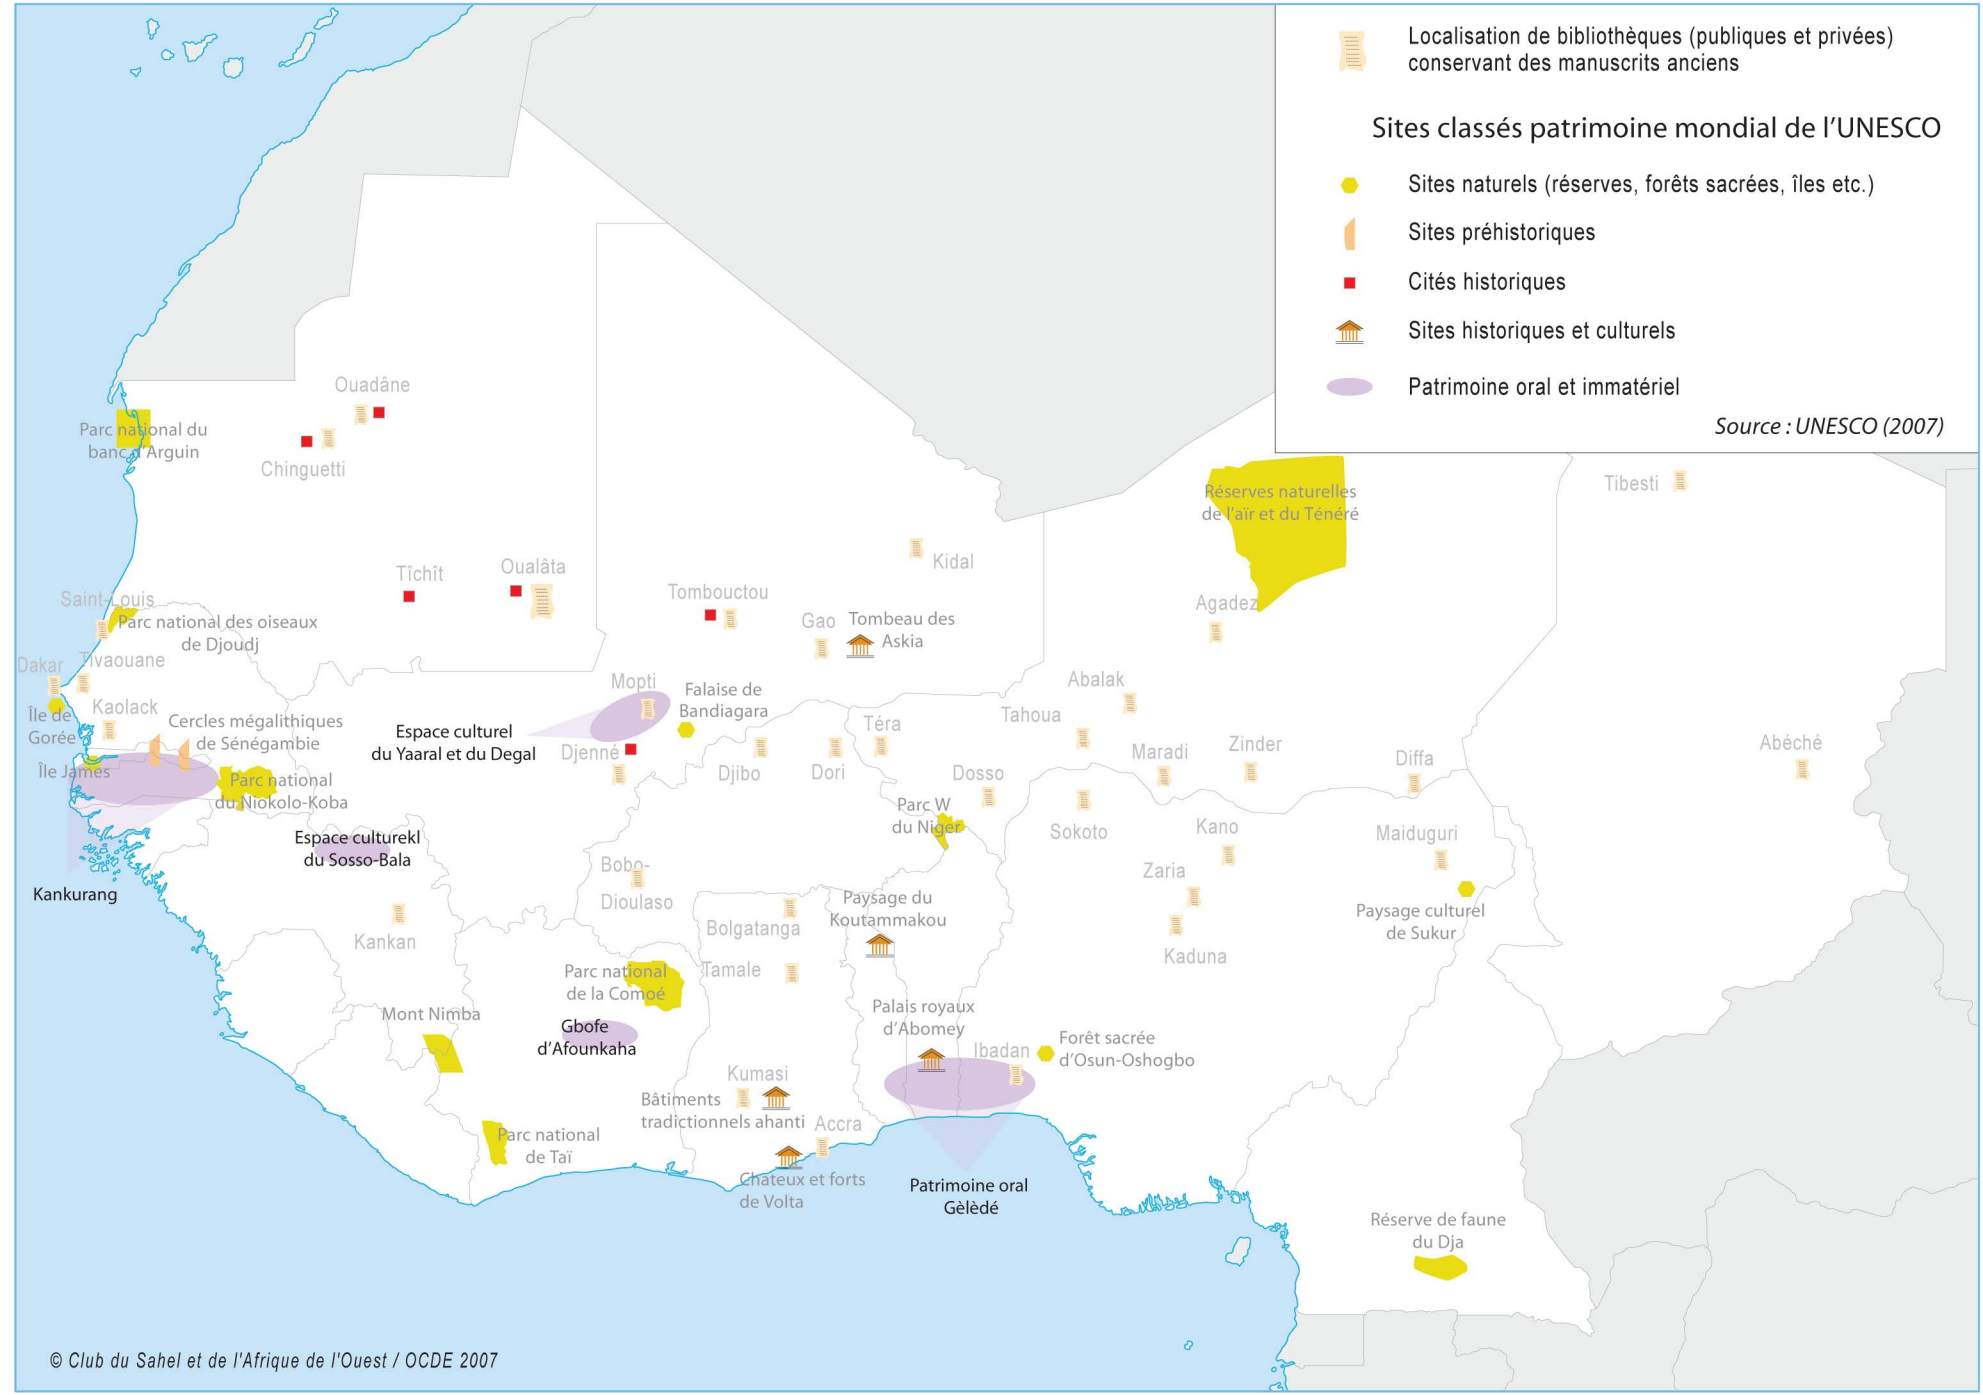 Localisation de bibliothèques (publiques et privées)
conservant des manuscrits anciens
Sites classés patrimoine mondial de l'UNESCO
Sites naturels (réserves, forêts sacrées, îles etc.)
Sites préhistoriques
Cités historiques
Sites historiques et culturels
Patrimoine oral et immatériel
Source : UNESCO (2007)
Ouadâne
Parc national du
banc d'Arguin
Chinguetti
Tibesti
Réserves naturelles
de l'aïr et du Ténéré
Kidal
Tîchît
Oualâta
Tombouctou
Agadez
Saint-Louis
Parc national des oiseaux
de Djoudj
Gao
Tombeau des
Askia
Dakar
Tivaouane
Mopti
Falaise de
Bandiagara
Abalak
Île de
Gorée
Kaolack
Cercles mégalithiques
de Sénégambie
Espace culturel
du Yaaral et du Degal
Djenné
Téra
Tahoua
Maradi
Zinder
Diffa
Abéché
Île James
Parc national
du Niokolo-Koba
Djibo
Dori
Dosso
Parc W
du Niger
Sokoto
Kano
Maiduguri
Espace culturekl
du Sosso-Bala
Kankurang
Bobo-
Dioulaso
Zaria
Paysage du
Koutammakou
Paysage culturel
de Sukur
Kankan
Bolgatanga
Kaduna
Parc national
de la Comoé
Tamale
Mont Nimba
Gbofe
d'Afounkaha
Palais royaux
d'Abomey
Ibadan
Forêt sacrée
d'Osun-Oshogbo
Kumasi
Bâtiments
tradictionnels ahanti
Accra
Parc national
de Taï
Chateux et forts
de Volta
Patrimoine oral
Gèlèdé
Réserve de faune
du Dja
© Club du Sahel et de l'Afrique de l'Ouest / OCDE 2007